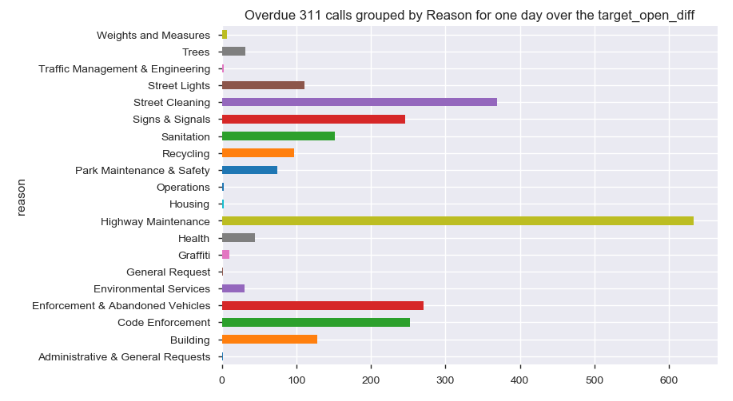 Overdue 311 calls grouped by Reason for one day over the target_open_diff
reason
Weights and Measures
Trees
Traffic Management & Engineering
Street Lights
Street Cleaning
Signs & Signals
Sanitation
Recycling
Park Maintenance & Safety
Operations
Housing
Highway Maintenance
Health
Graffiti
General Request
Environmental Services
Enforcement & Abandoned Vehicles
Code Enforcement
Building
Administrative & General Requests
0 100 200 300 400 500 600